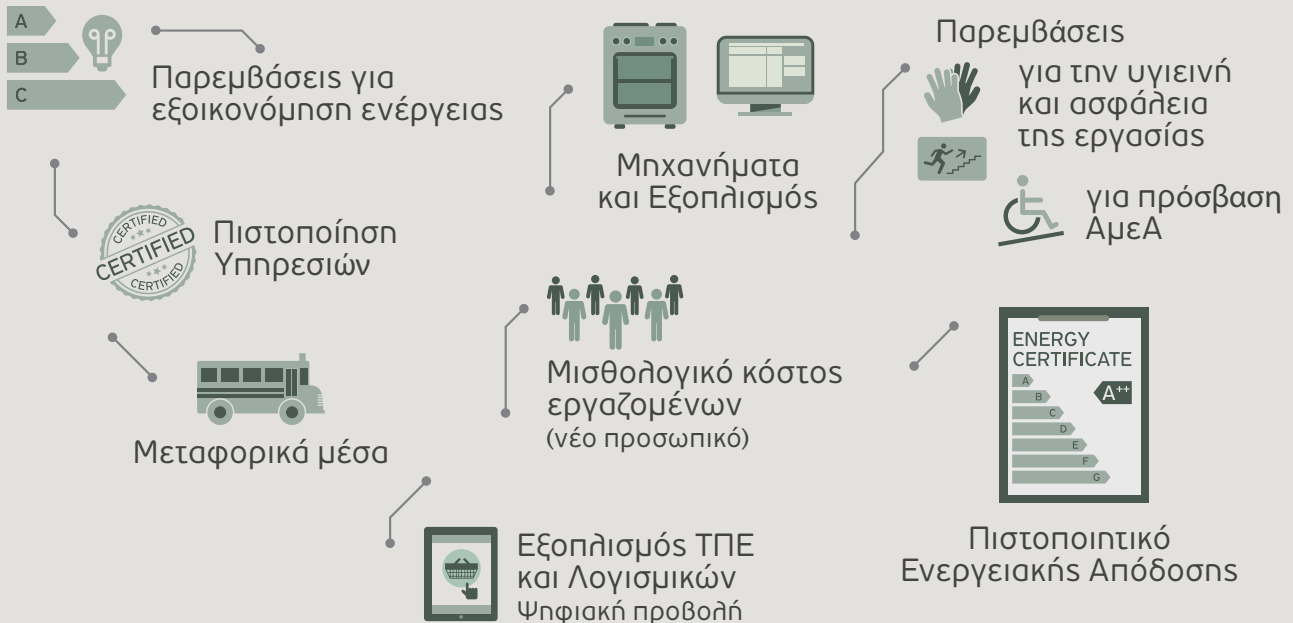 A
B
C
Παρεμβάσεις για
εξοικονόμηση ενέργειας
Μηχανήματα
και Εξοπλισμός
Παρεμβάσεις
για την υγιεινή
και ασφάλεια
της εργασίας
για πρόσβαση
ΑμεΑ
CERTIFIED
CERTIFIED
CERTIFIED
Πιστοποίηση
Υπηρεσιών
Μεταφορικά μέσα
Μισθολογικό κόστος
εργαζομένων
(νέο προσωπικό)
ENERGY
CERTIFICATE
A
A++
B
C
D
E
F
G
Πιστοποιητικό
Ενεργειακής Απόδοσης
Εξοπλισμός ΤΠΕ
και Λογισμικών
Ψηφιακή προβολή